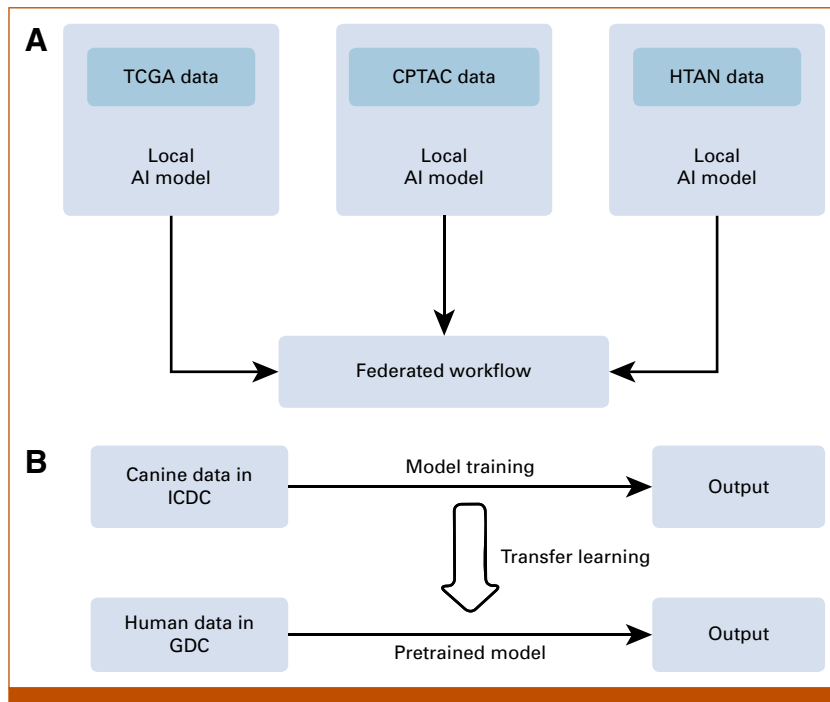 A
TCGA data
Local
AI model
CPTAC data
Local
AI model
HTAN data
Local
AI model
Federated workflow
B
Canine data in
ICDC
Model training
Output
Transfer learning
Human data in
GDC
Pretrained model
Output